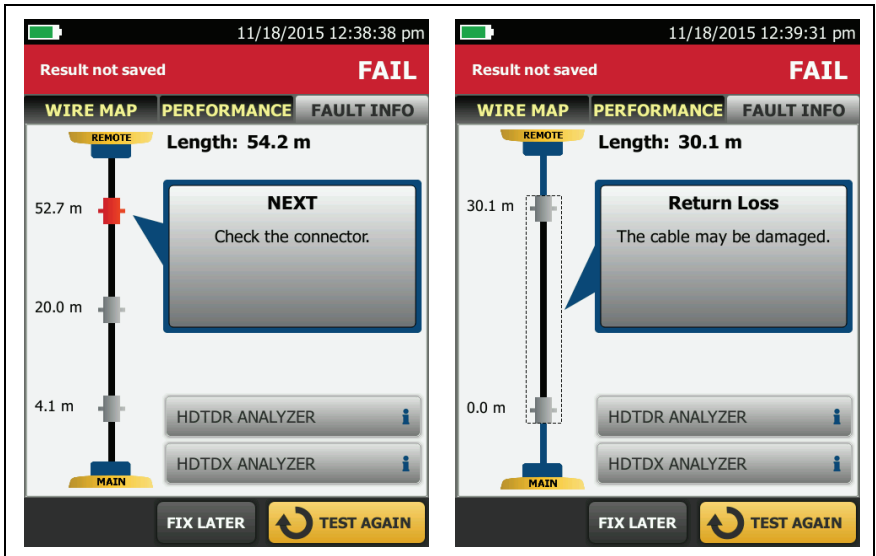 11/18/2015 12:38:38 pm
Result not saved FAIL
WIRE MAP PERFORMANCE FAULT INFO
REMOTE
Length: 54.2 m
52.7 m
NEXT
Check the connector.
20.0 m
4.1 m
HDTDR ANALYZER i
HDTDX ANALYZER i
MAIN
FIX LATER TEST AGAIN
11/18/2015 12:39:31 pm
Result not saved FAIL
WIRE MAP PERFORMANCE FAULT INFO
REMOTE
Length: 30.1 m
30.1 m
Return Loss
The cable may be damaged.
0.0 m
HDTDR ANALYZER i
HDTDX ANALYZER i
MAIN
FIX LATER TEST AGAIN